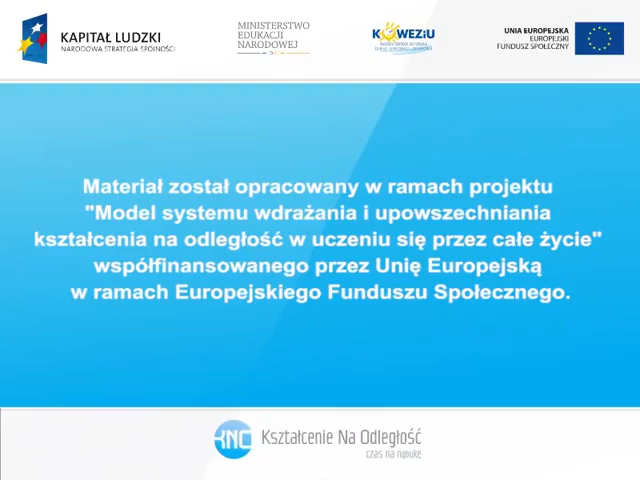 KAPITAŁ LUDZKI
NARODOWA STRATEGIA SPÓJNOŚCI
MINISTERSTWO
EDUKACJI
NARODOWEJ
KOWEZiU
UNIA EUROPEJSKA
EUROPEJSKI
FUNDUSZ SPOŁECZNY
Materiał został opracowany w ramach projektu
"Model systemu wdrażania i upowszechniania
kształcenia na odległość w uczeniu się przez całe życie"
współfinansowanego przez Unię Europejską
w ramach Europejskiego Funduszu Społecznego.
KNO Kształcenie Na Odległość
czas na n@ukę